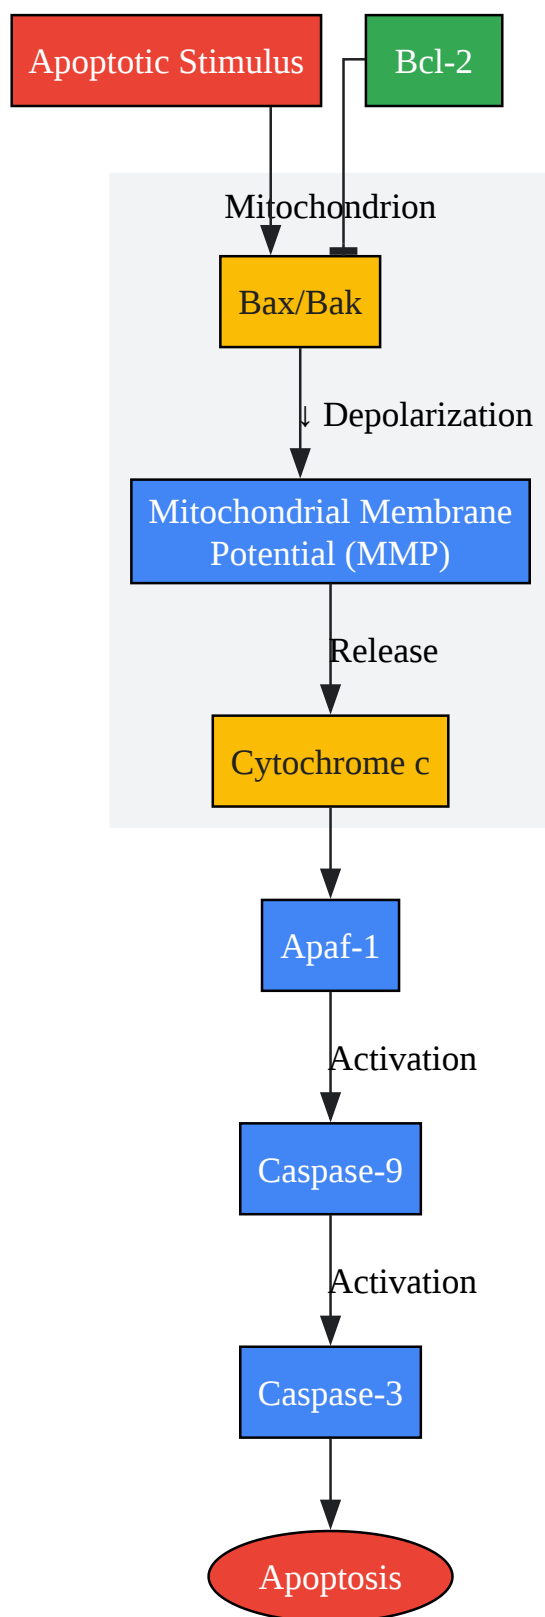 Apoptotic Stimulus
Bcl-2
Mitochondrion
Bax/Bak
↓ Depolarization
Mitochondrial Membrane
Potential (MMP)
Release
Cytochrome c
Apaf-1
Activation
Caspase-9
Activation
Caspase-3
Apoptosis